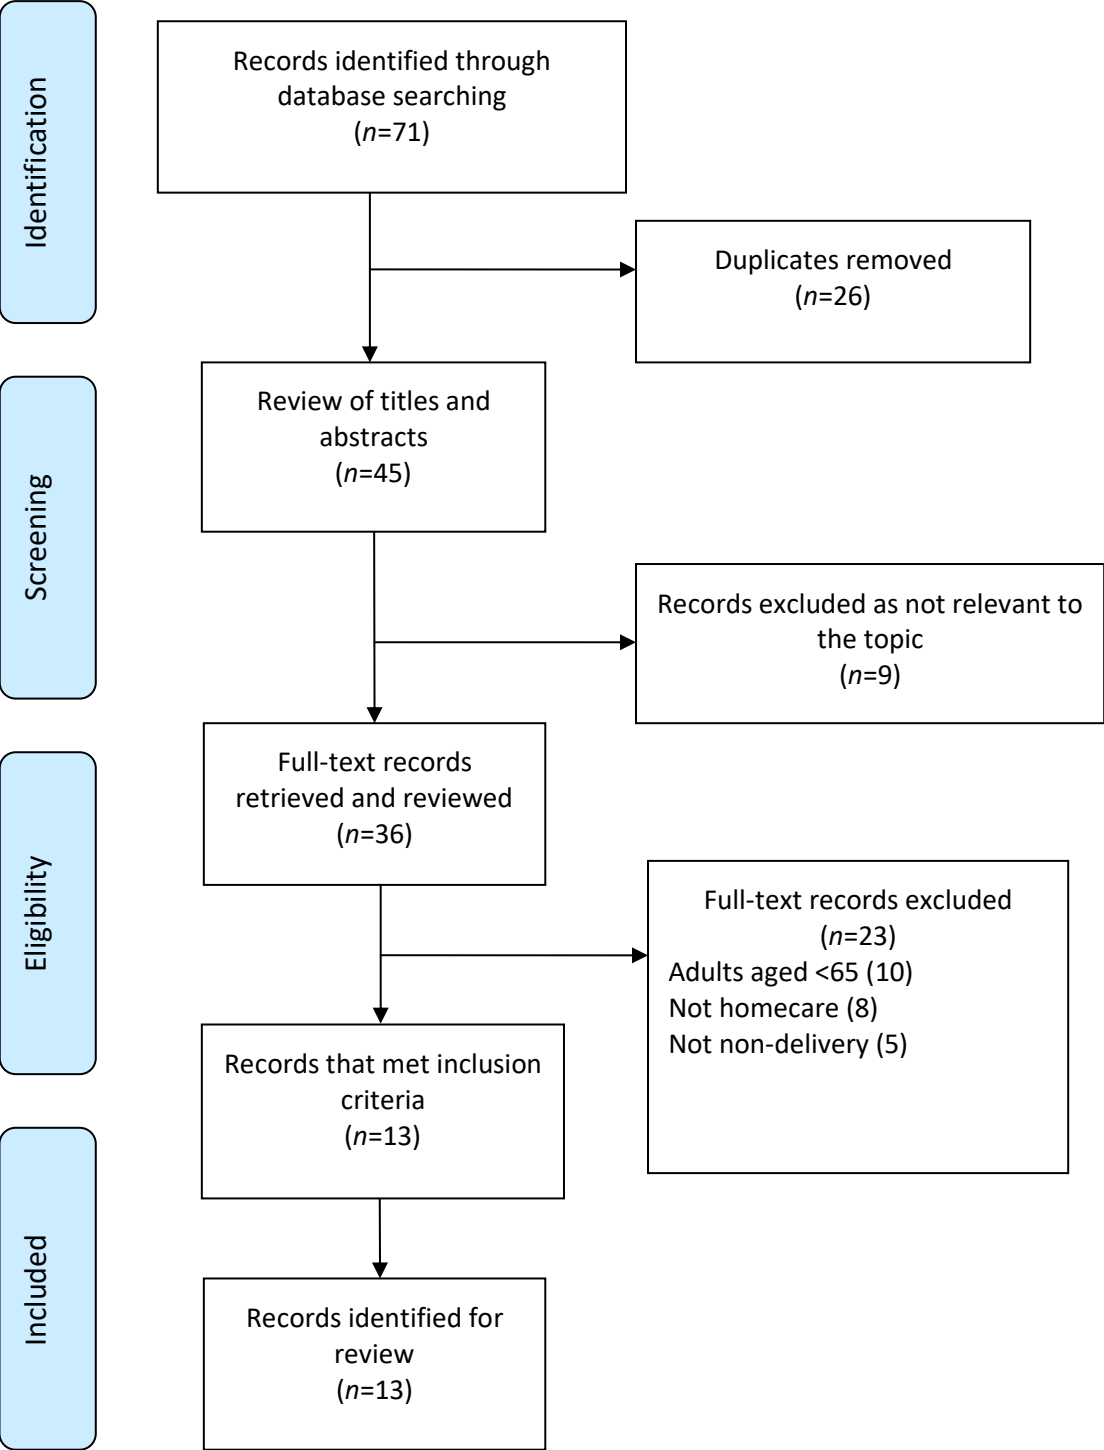 Identification
Records identified through
database searching
(n=71)
Duplicates removed
(n=26)
Screening
Review of titles and
abstracts
(n=45)
Records excluded as not relevant to
the topic
(n=9)
Eligibility
Full-text records
retrieved and reviewed
(n=36)
Full-text records excluded
(n=23)
Adults aged <65 (10)
Not homecare (8)
Not non-delivery (5)
Records that met inclusion
criteria
(n=13)
Included
Records identified for
review
(n=13)